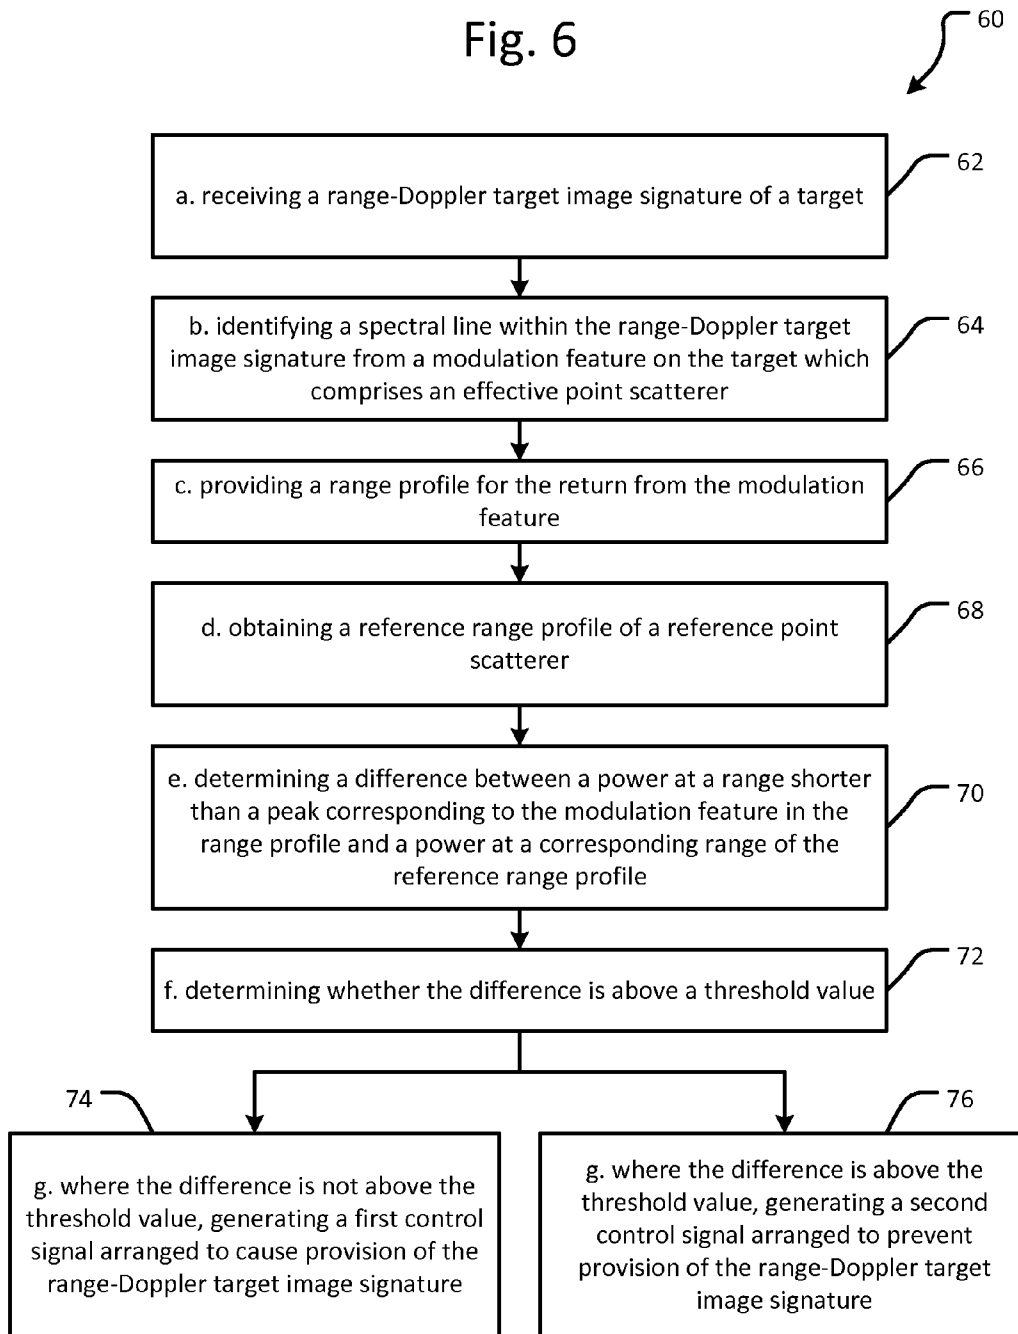 Fig. 6
60
a. receiving a range-Doppler target image signature of a target
62
b. identifying a spectral line within the range-Doppler target
image signature from a modulation feature on the target which
comprises an effective point scatterer
64
c. providing a range profile for the return from the modulation
feature
66
d. obtaining a reference range profile of a reference point
scatterer
68
e. determining a difference between a power at a range shorter
than a peak corresponding to the modulation feature in the
range profile and a power at a corresponding range of the
reference range profile
70
f. determining whether the difference is above a threshold value
72
74
g. where the difference is not above the
threshold value, generating a first control
signal arranged to cause provision of the
range-Doppler target image signature
76
g. where the difference is above the
threshold value, generating a second
control signal arranged to prevent
provision of the range-Doppler target
image signature